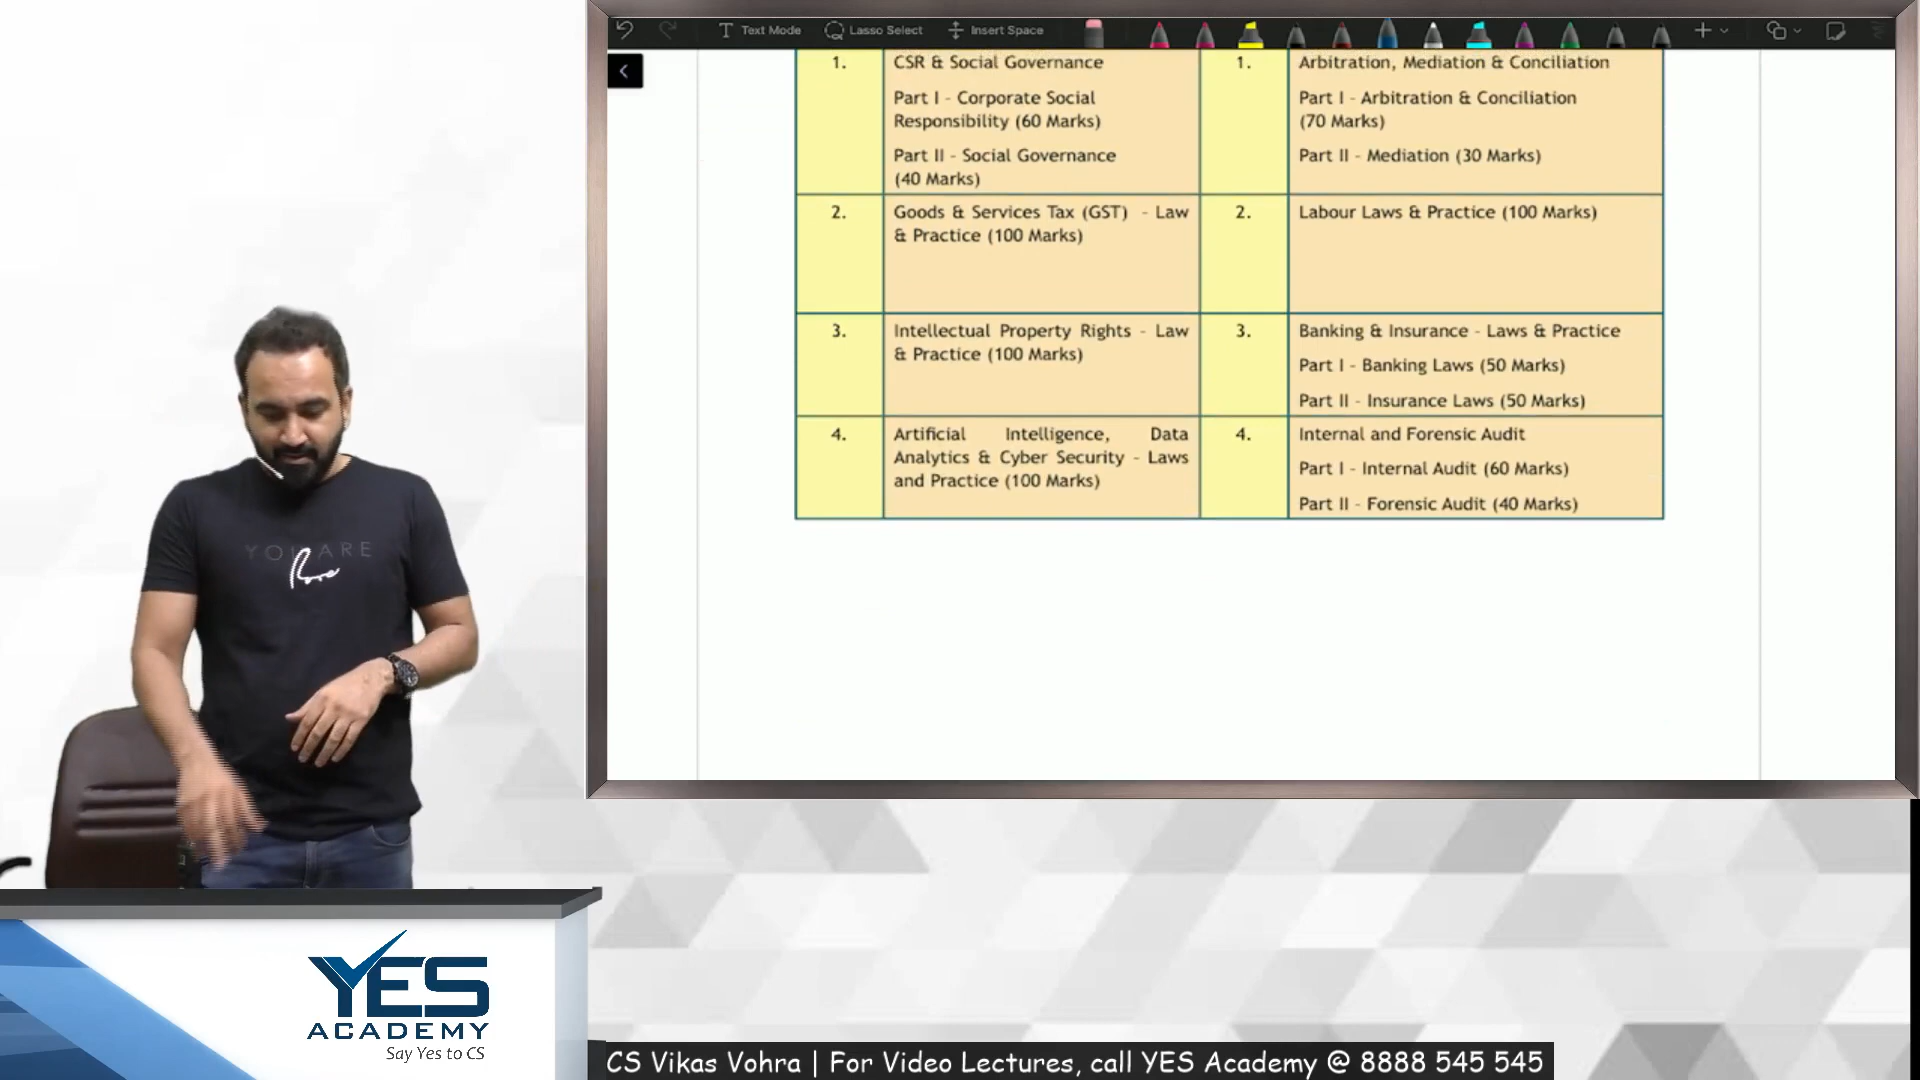 Text Mode
Lasso Select
Insert Space
1.
CSR & Social Governance
Part I - Corporate Social
Responsibility (60 Marks)
Part II - Social Governance
(40 Marks)
1.
Arbitration, Mediation & Conciliation
Part I - Arbitration & Conciliation
(70 Marks)
Part II - Mediation (30 Marks)
2.
Goods & Services Tax (GST) - Law
& Practice (100 Marks)
2.
Labour Laws & Practice (100 Marks)
3.
Intellectual Property Rights - Law
& Practice (100 Marks)
3.
Banking & Insurance - Laws & Practice
Part I - Banking Laws (50 Marks)
Part II - Insurance Laws (50 Marks)
4.
Artificial Intelligence, Data
Analytics & Cyber Security - Laws
and Practice (100 Marks)
4.
Internal and Forensic Audit
Part I - Internal Audit (60 Marks)
Part II - Forensic Audit (40 Marks)
YOU ARE
YES
ACADEMY
Say Yes to CS
CS Vikas Vohra | For Video Lectures, call YES Academy @ 8888 545 545